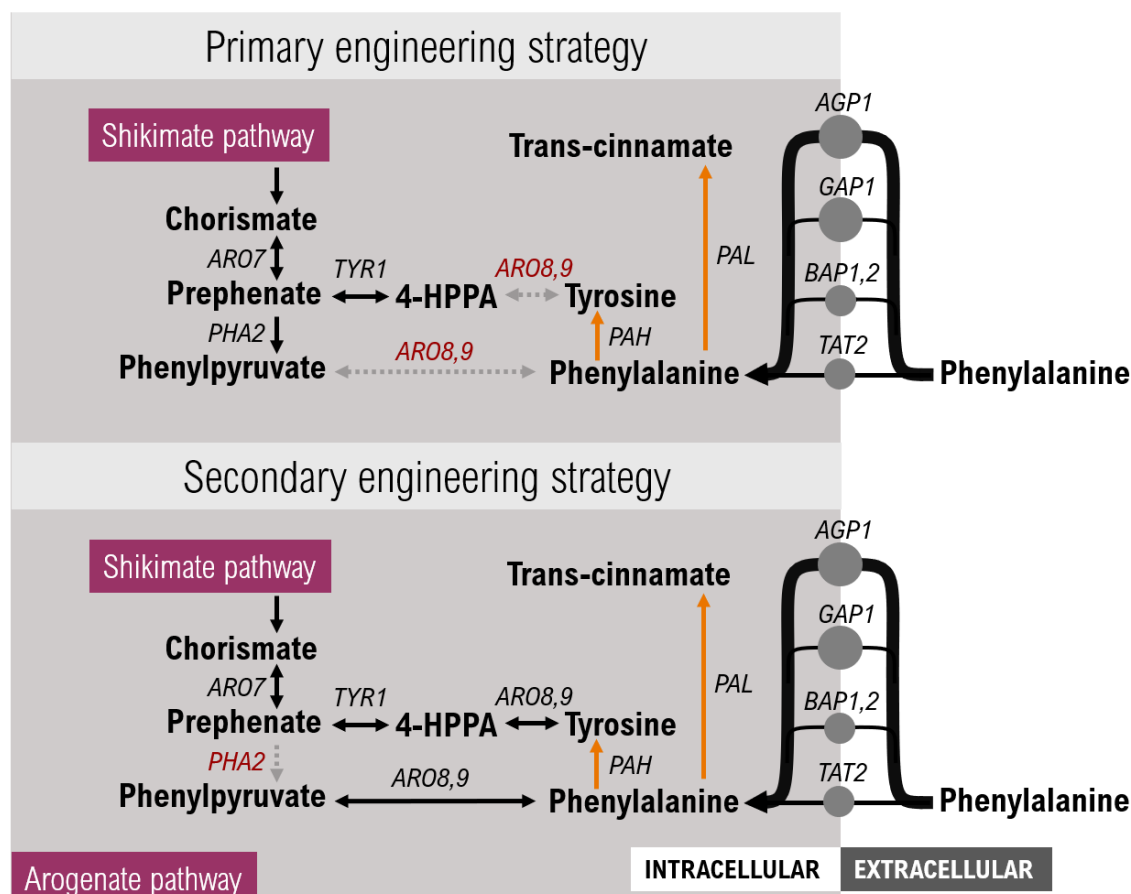 Primary engineering strategy
Shikimate pathway
Chorismate
ARO7
Prephenate
TYR1
4-HPPA
ARO8,9
Tyrosine
PHA2
Phenylpyruvate
ARO8,9
PAH
Phenylalanine
Trans-cinnamate
PAL
AGP1
GAP1
BAP1,2
TAT2
Phenylalanine
Secondary engineering strategy
Shikimate pathway
Chorismate
ARO7
Prephenate
TYR1
4-HPPA
ARO8,9
Tyrosine
PHA2
Phenylpyruvate
ARO8,9
PAH
Phenylalanine
Trans-cinnamate
PAL
AGP1
GAP1
BAP1,2
TAT2
Phenylalanine
Arogenate pathway
INTRACELLULAR
EXTRACELLULAR